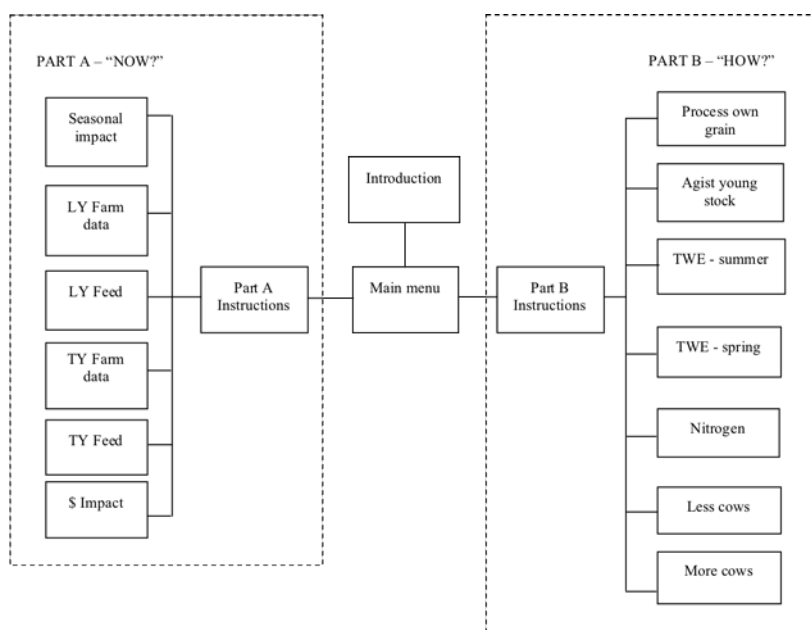 PART A – “NOW?”
Seasonal
impact
LY Farm
data
LY Feed
TY Farm
data
TY Feed
$ Impact
Part A
Instructions
Introduction
Main menu
Part B
Instructions
PART B – “HOW?”
Process own
grain
Agist young
stock
TWE - summer
TWE - spring
Nitrogen
Less cows
More cows